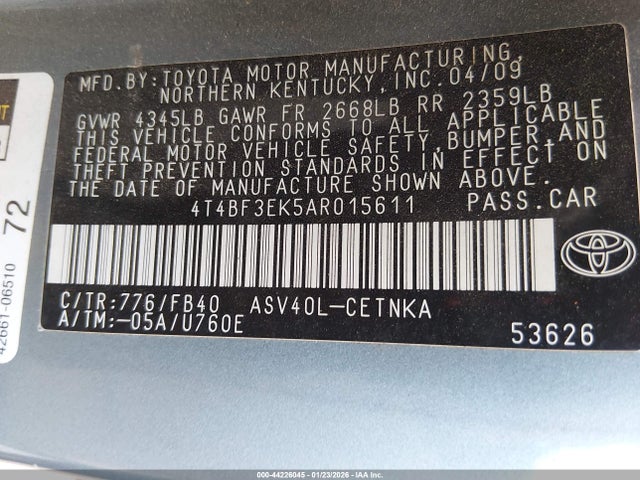 MFD.BY:TOYOTA MOTOR MANUFACTURING,
NORTHERN KENTUCKY,INC.04/09
GVWR 4345LB GAWR FR 2668LB RR 2359LB
THIS VEHICLE CONFORMS TO ALL APPLICABLE
FEDERAL MOTOR VEHICLE SAFETY,BUMPER,AND
THEFT PREVENTION STANDARDS IN EFFECT ON
THE DATE OF MANUFACTURE SHOWN ABOVE.
4T4BF3EK5AR015611 PASS.CAR
C/TR:776/FB40 ASV40L-CETNKA
A/TM:-05A/U760E
53626
72
42661-06510
000-44226045 - 01/23/2026 - IAA Inc.